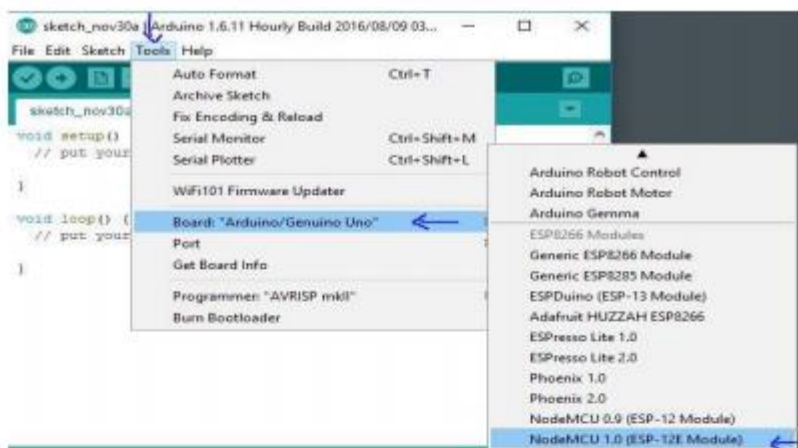 sketch_nov30a | Arduino 1.6.11 Hourly Build 2016/08/09 03...
File Edit Sketch Tools Help
sketch_nov30a
void setup() {
// put your
}
void loop() {
// put your
}
Auto Format Ctrl+T
Archive Sketch
Fix Encoding & Reload
Serial Monitor Ctrl+Shift+M
Serial Plotter Ctrl+Shift+L
WiFi101 Firmware Updater
Board: "Arduino/Genuino Uno"
Port
Get Board Info
Programmer: "AVRISP mkII"
Burn Bootloader
Arduino Robot Control
Arduino Robot Motor
Arduino Gemma
ESP8266 Modules
Generic ESP8266 Module
Generic ESP8285 Module
ESPDuino (ESP-13 Module)
Adafruit HUZZAH ESP8266
ESPresso Lite 1.0
ESPresso Lite 2.0
Phoenix 1.0
Phoenix 2.0
NodeMCU 0.9 (ESP-12 Module)
NodeMCU 1.0 (ESP-12E Module)